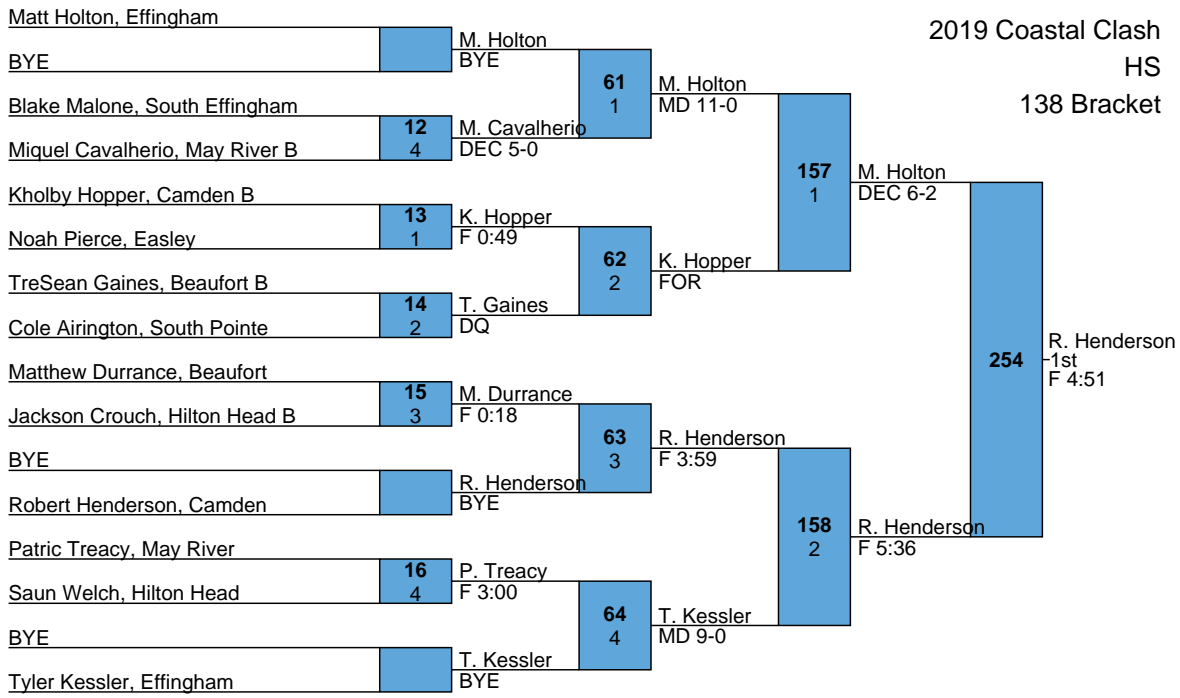 2019 Coastal Clash
HS
138 Bracket
Matt Holton, Effingham
BYE
Blake Malone, South Effingham
Miquel Cavalherio, May River B
Kholby Hopper, Camden B
Noah Pierce, Easley
TreSean Gaines, Beaufort B
Cole Airington, South Pointe
Matthew Durrance, Beaufort
Jackson Crouch, Hilton Head B
BYE
Robert Henderson, Camden
Patric Treacy, May River
Saun Welch, Hilton Head
BYE
Tyler Kessler, Effingham
12
4
13
1
14
2
15
3
16
4
M. Holton
BYE
M. Cavalherio
DEC 5-0
K. Hopper
F 0:49
T. Gaines
DQ
M. Durrance
F 0:18
R. Henderson
BYE
P. Treacy
F 3:00
T. Kessler
BYE
61
1
62
2
63
3
64
4
M. Holton
MD 11-0
K. Hopper
FOR
R. Henderson
F 3:59
T. Kessler
MD 9-0
157
1
158
2
M. Holton
DEC 6-2
R. Henderson
F 5:36
254
R. Henderson
1st
F 4:51